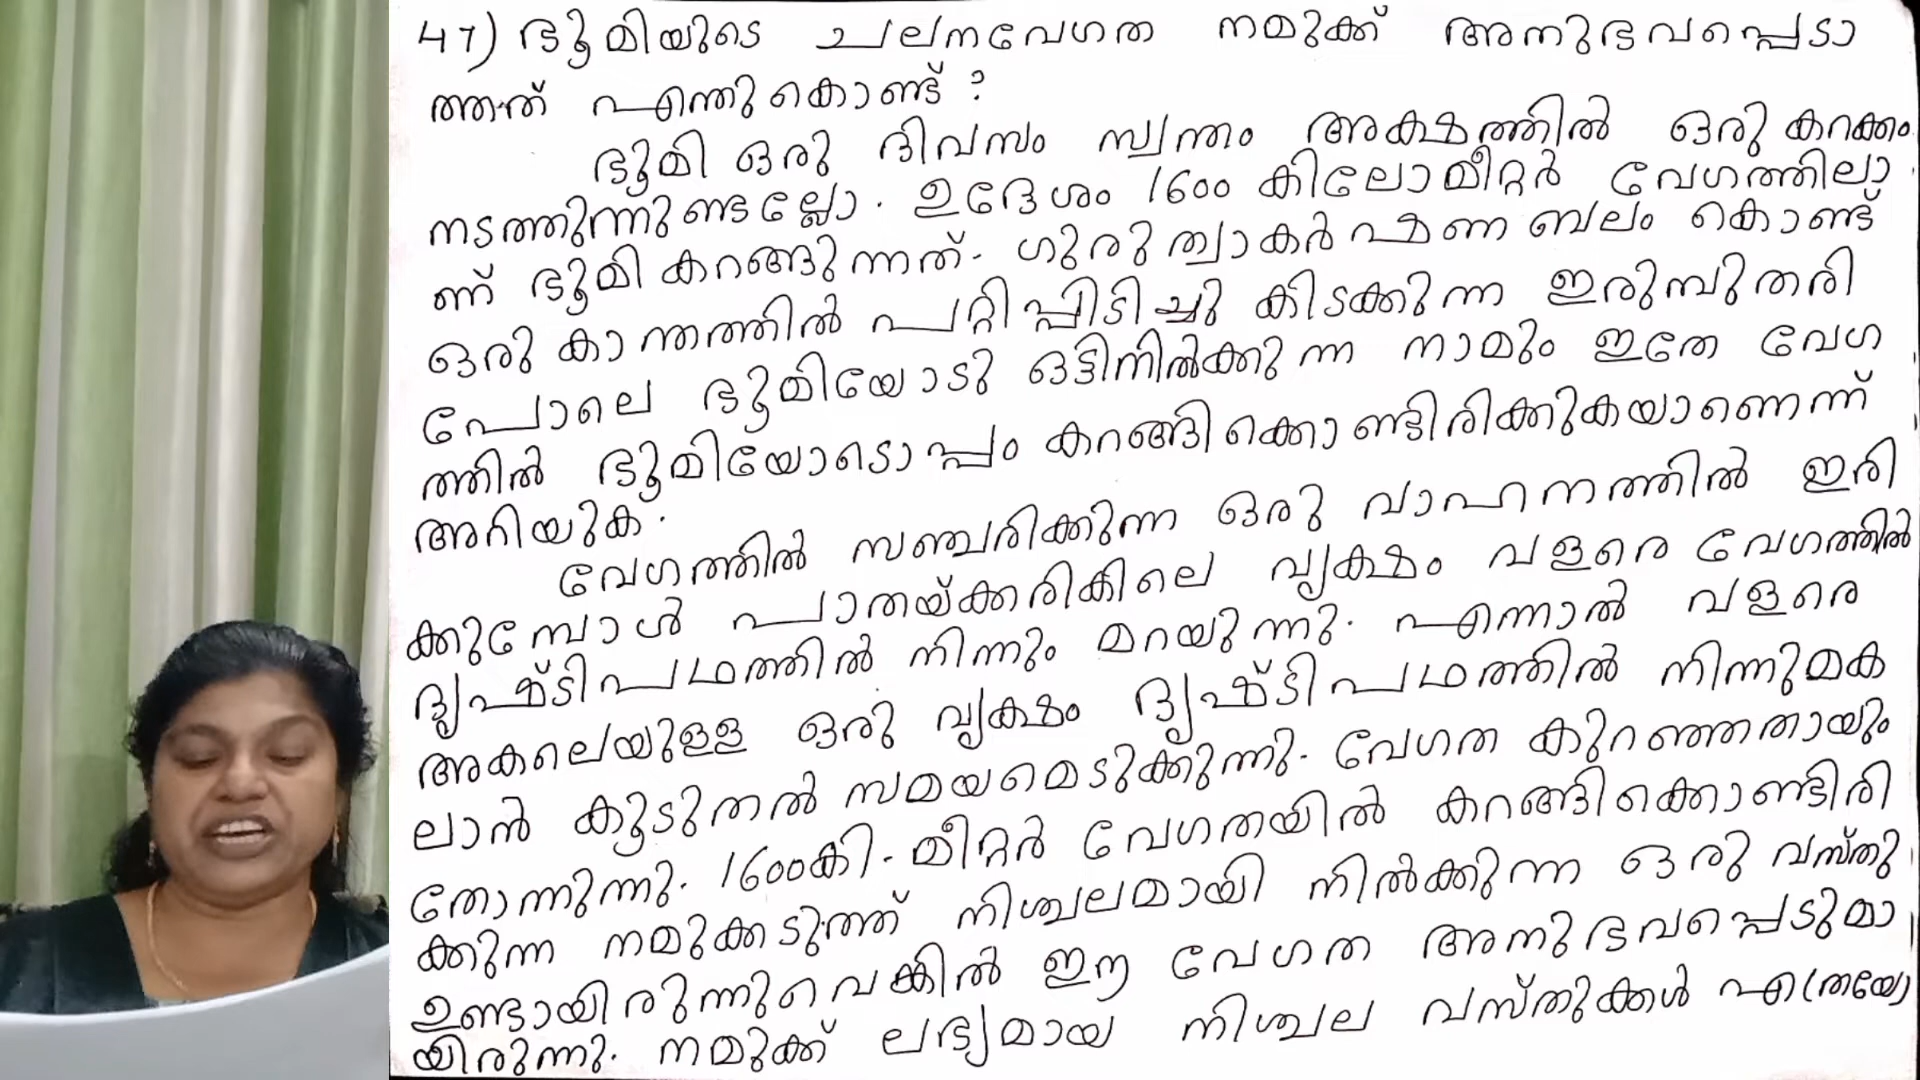 47) ഭൂമിയുടെ ചലനവേഗത നമുക്ക് അനുഭവപ്പെടാ
ത്തത് എന്തുകൊണ്ട് ?
ഭൂമി ഒരു ദിവസം സ്വന്തം അക്ഷത്തിൽ ഒരു കറക്കം
നടത്തുന്നുണ്ടല്ലോ. ഉദ്ദേശം 1600 കിലോമീറ്റർ വേഗത്തിലാ
ണ് ഭൂമി കറങ്ങുന്നത്. ഗുരുത്വാകർഷണ ബലം കൊണ്ട്
ഒരു കാന്തത്തിൽ പറ്റിപ്പിടിച്ചു കിടക്കുന്ന ഇരുമ്പുതരി
പോലെ ഭൂമിയോടു ഒട്ടിനിൽക്കുന്ന നാമും ഇതേ വേഗ
ത്തിൽ ഭൂമിയോടൊപ്പം കറങ്ങിക്കൊണ്ടിരിക്കുകയാണെന്ന്
അറിയുക.
വേഗത്തിൽ സഞ്ചരിക്കുന്ന ഒരു വാഹനത്തിൽ ഇരി
ക്കുമ്പോൾ പാതയ്ക്കരികിലെ വൃക്ഷം വളരെ വേഗത്തിൽ
ദൃഷ്ടിപഥത്തിൽ നിന്നും മറയുന്നു. എന്നാൽ വളരെ
അകലെയുള്ള ഒരു വൃക്ഷം ദൃഷ്ടിപഥത്തിൽ നിന്നുമക
ലാൻ കൂടുതൽ സമയമെടുക്കുന്നു. വേഗത കുറഞ്ഞതായും
തോന്നുന്നു. 1600കി. മീറ്റർ വേഗതയിൽ കറങ്ങിക്കൊണ്ടിരി
ക്കുന്ന നമുക്കടുത്ത് നിശ്ചലമായി നിൽക്കുന്ന ഒരു വസ്തു
ഉണ്ടായിരുന്നുവെങ്കിൽ ഈ വേഗത അനുഭവപ്പെടുമാ
യിരുന്നു. നമുക്ക് ലഭ്യമായ നിശ്ചല വസ്തുക്കൾ എത്രയോ